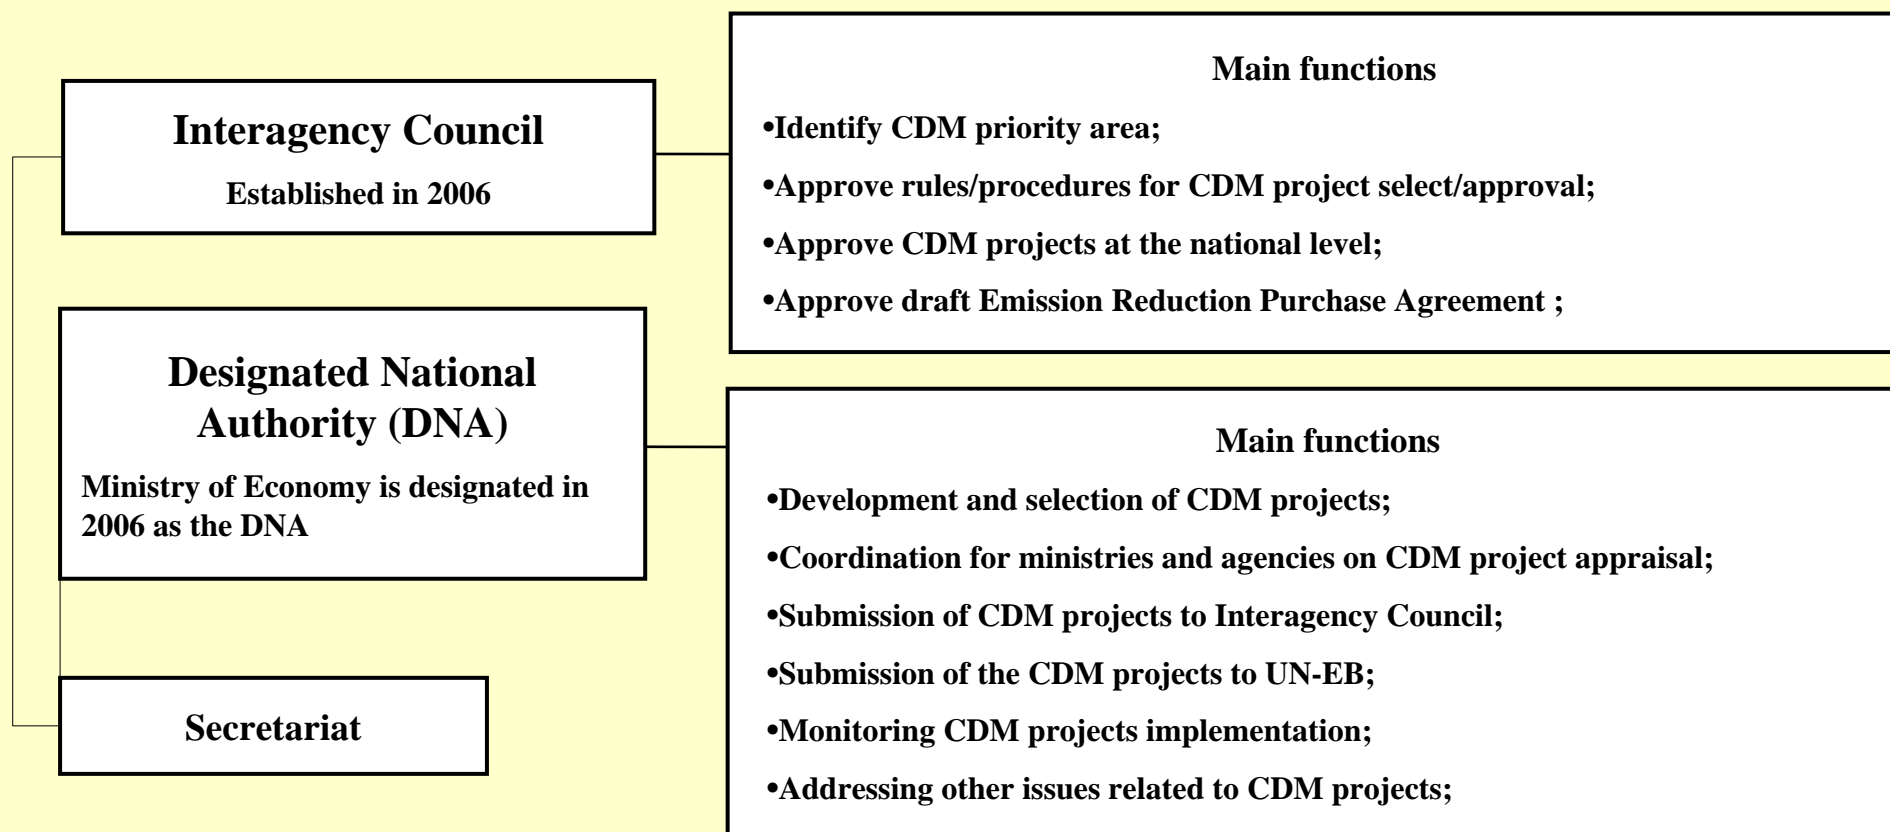 Interagency Council
Established in 2006
Main functions
•Identify CDM priority area;
•Approve rules/procedures for CDM project select/approval;
•Approve CDM projects at the national level;
•Approve draft Emission Reduction Purchase Agreement ;
Designated National
Authority (DNA)
Ministry of Economy is designated in
2006 as the DNA
Main functions
•Development and selection of CDM projects;
•Coordination for ministries and agencies on CDM project appraisal;
•Submission of CDM projects to Interagency Council;
•Submission of the CDM projects to UN-EB;
•Monitoring CDM projects implementation;
•Addressing other issues related to CDM projects;
Secretariat